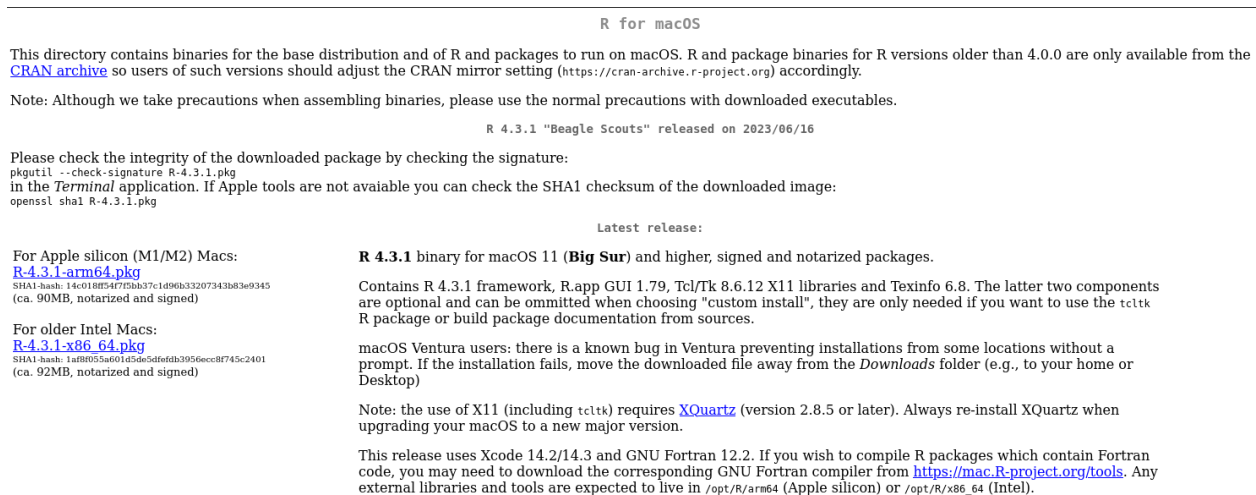 R for macOS
This directory contains binaries for the base distribution and of R and packages to run on macOS. R and package binaries for R versions older than 4.0.0 are only available from the
CRAN archive so users of such versions should adjust the CRAN mirror setting (https://cran-archive.r-project.org) accordingly.
Note: Although we take precautions when assembling binaries, please use the normal precautions with downloaded executables.
R 4.3.1 "Beagle Scouts" released on 2023/06/16
Please check the integrity of the downloaded package by checking the signature:
pkgutil --check-signature R-4.3.1.pkg
in the Terminal application. If Apple tools are not avaiable you can check the SHA1 checksum of the downloaded image:
openssl sha1 R-4.3.1.pkg
Latest release:
For Apple silicon (M1/M2) Macs:
R-4.3.1-arm64.pkg
SHA1-hash: 14c018ff54f7f5bb37c1d96b33207343b83e9345
(ca. 90MB, notarized and signed)
For older Intel Macs:
R-4.3.1-x86_64.pkg
SHA1-hash: 1af8f055a601d5de5dfefdb3956ecc8f745c2401
(ca. 92MB, notarized and signed)
R 4.3.1 binary for macOS 11 (Big Sur) and higher, signed and notarized packages.
Contains R 4.3.1 framework, R.app GUI 1.79, Tcl/Tk 8.6.12 X11 libraries and Texinfo 6.8. The latter two components
are optional and can be ommitted when choosing "custom install", they are only needed if you want to use the tcltk
R package or build package documentation from sources.
macOS Ventura users: there is a known bug in Ventura preventing installations from some locations without a
prompt. If the installation fails, move the downloaded file away from the Downloads folder (e.g., to your home or
Desktop)
Note: the use of X11 (including tcltk) requires XQuartz (version 2.8.5 or later). Always re-install XQuartz when
upgrading your macOS to a new major version.
This release uses Xcode 14.2/14.3 and GNU Fortran 12.2. If you wish to compile R packages which contain Fortran
code, you may need to download the corresponding GNU Fortran compiler from https://mac.R-project.org/tools. Any
external libraries and tools are expected to live in /opt/R/arm64 (Apple silicon) or /opt/R/x86_64 (Intel).